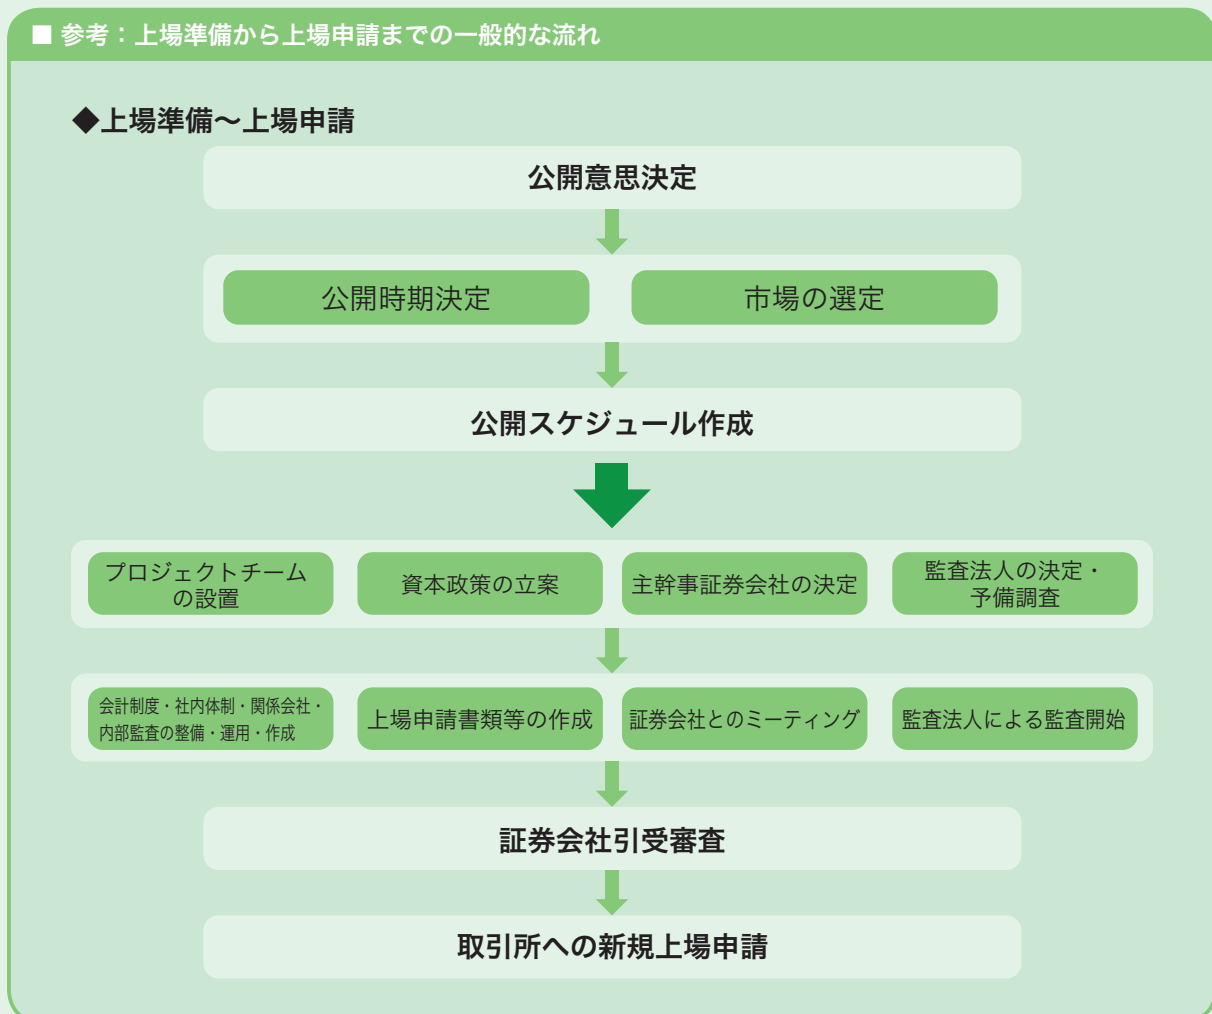 ■ 参考：上場準備から上場申請までの一般的な流れ
◆上場準備〜上場申請
公開意思決定
公開時期決定
市場の選定
公開スケジュール作成
プロジェクトチーム
の設置
資本政策の立案
主幹事証券会社の決定
監査法人の決定・
予備調査
会計制度・社内体制・関係会社・
内部監査の整備・運用・作成
上場申請書類等の作成
証券会社とのミーティング
監査法人による監査開始
証券会社引受審査
取引所への新規上場申請